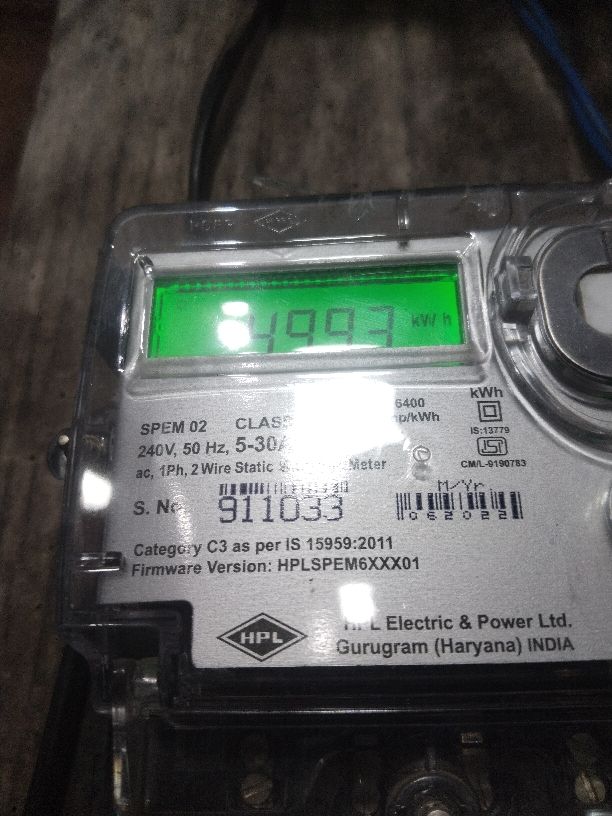 4993 kW h
6400
kWh
SPEM 02
240V, 50 Hz, 5-30A
IS:13779
ac, 1Ph, 2 Wire Static Meter
CM/L-9190783
M/Yr
S. No
911033
062022
Category C3 as per IS 15959:2011
Firmware Version: HPLSPEM6XXX01
HPL
HPL Electric & Power Ltd.
Gurugram (Haryana) INDIA